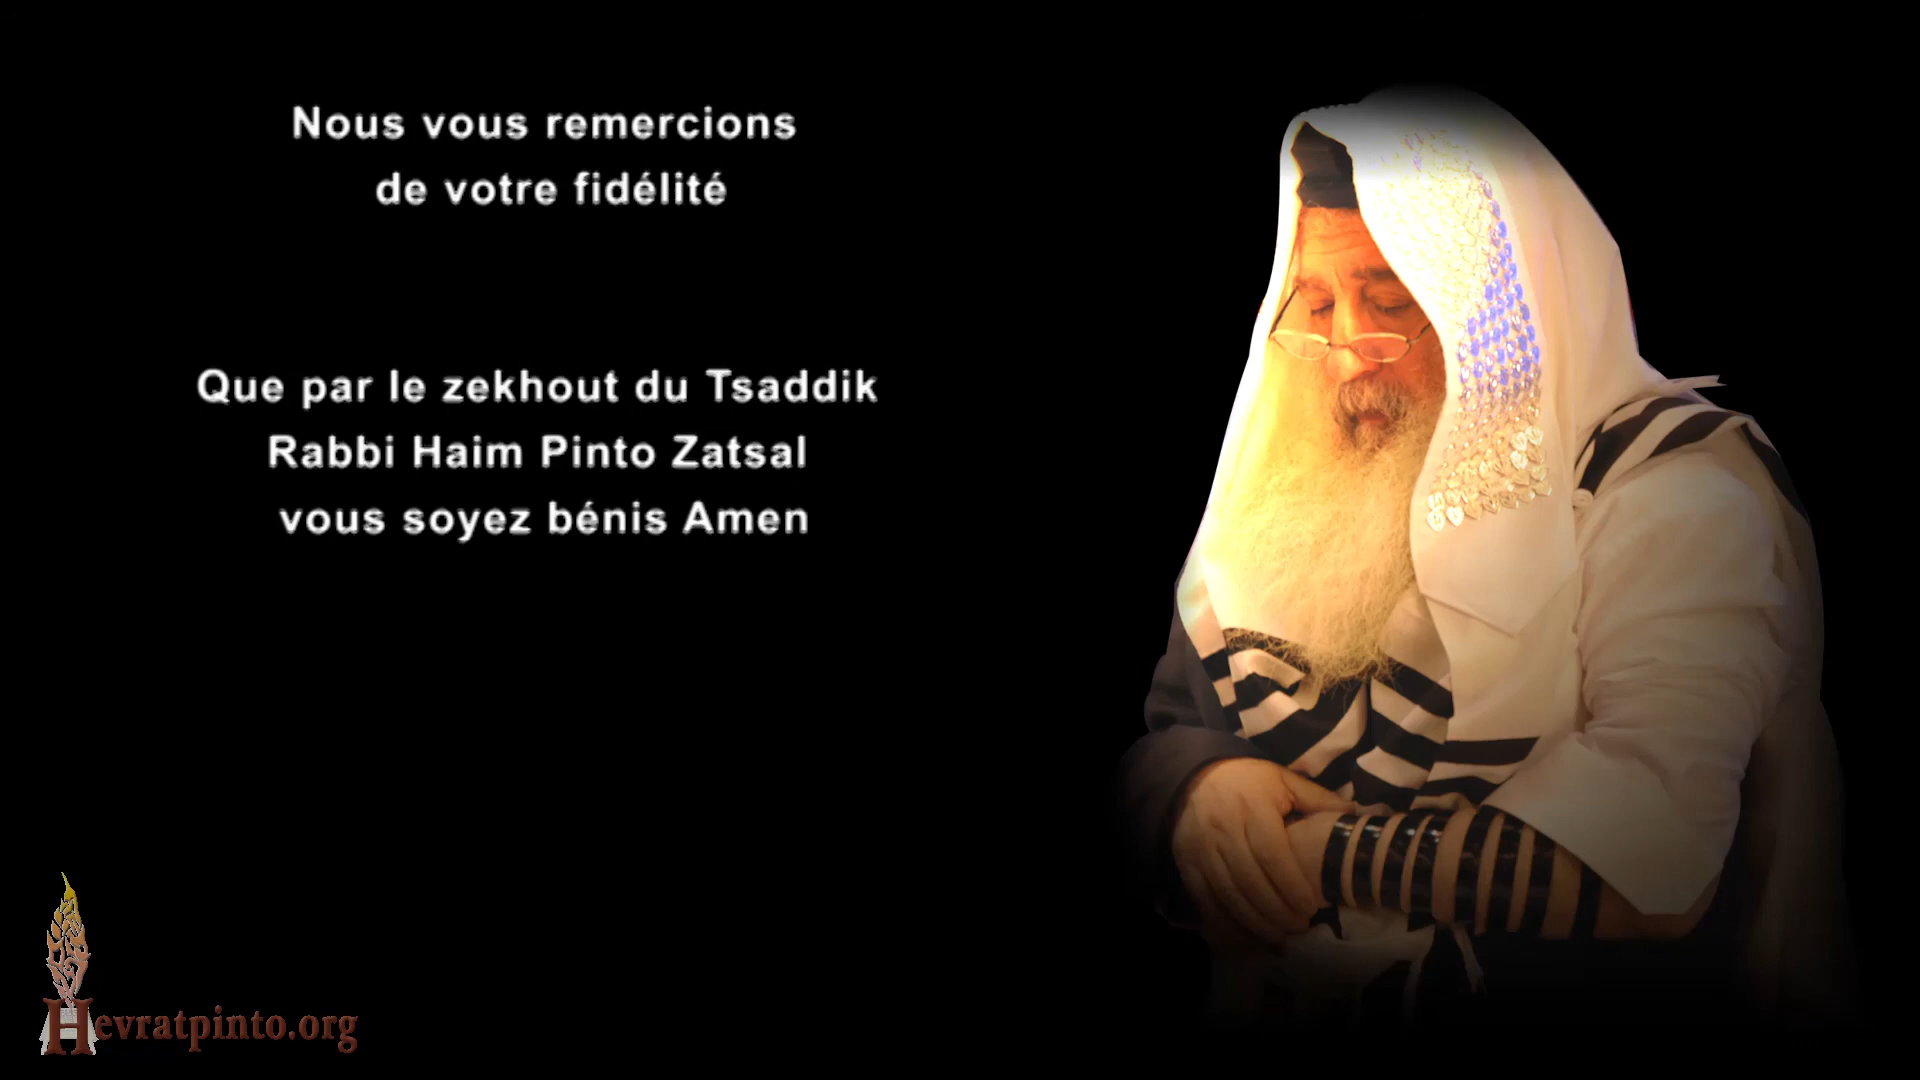 Nous vous remercions
de votre fidélité
Que par le zekhout du Tsaddik
Rabbi Haim Pinto Zatsal
vous soyez bénis Amen
Hevratpinto.org